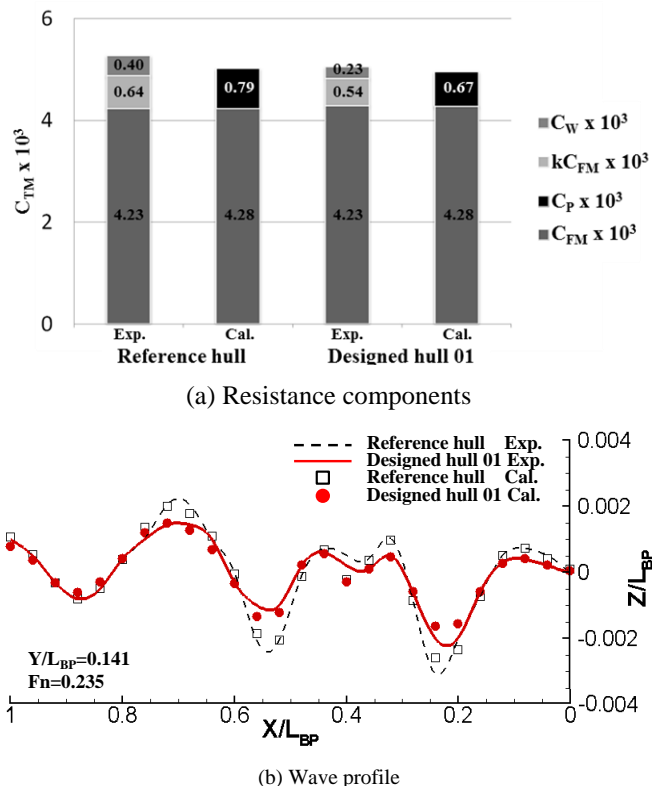 6
4
2
0
C_TM x 10³
0.40
0.64
4.23
0.79
4.28
0.23
0.54
4.23
0.67
4.28
C_W x 10³
kC_FM x 10³
C_P x 10³
C_FM x 10³
Exp. Cal. Exp. Cal.
Reference hull Designed hull 01
(a) Resistance components
Reference hull Exp.
Designed hull 01 Exp.
Reference hull Cal.
Designed hull 01 Cal.
0.004
0.002
0
-0.002
-0.004
Z/L_BP
Y/L_BP=0.141
Fn=0.235
1 0.8 0.6 0.4 0.2 0
X/L_BP
(b) Wave profile